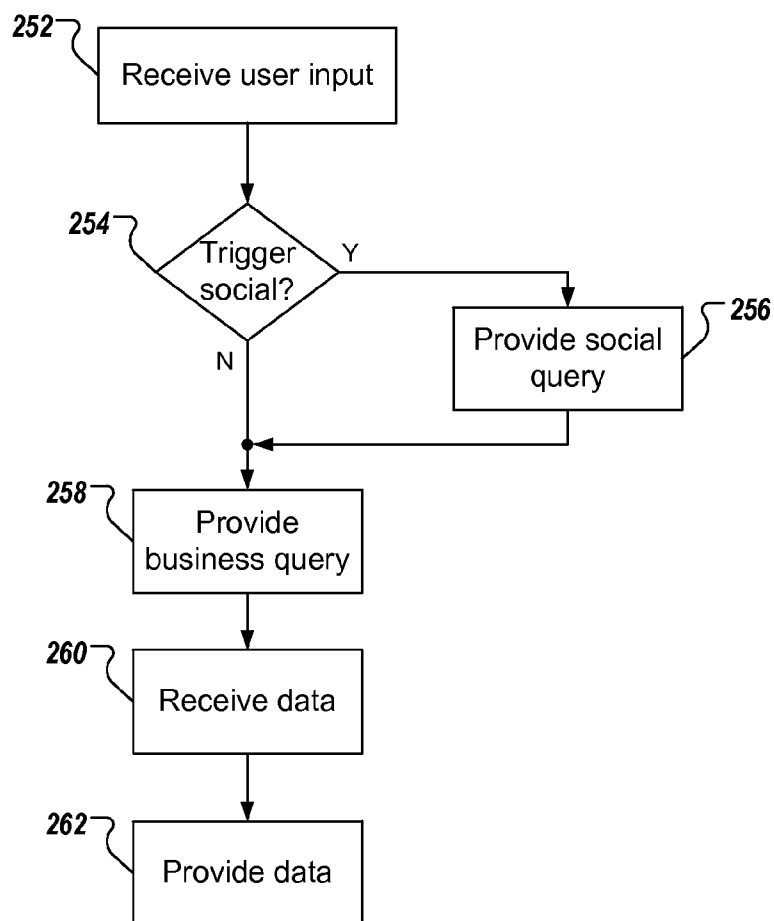 252
Receive user input
254
Trigger
social?
Y
N
256
Provide social
query
258
Provide
business query
260
Receive data
262
Provide data